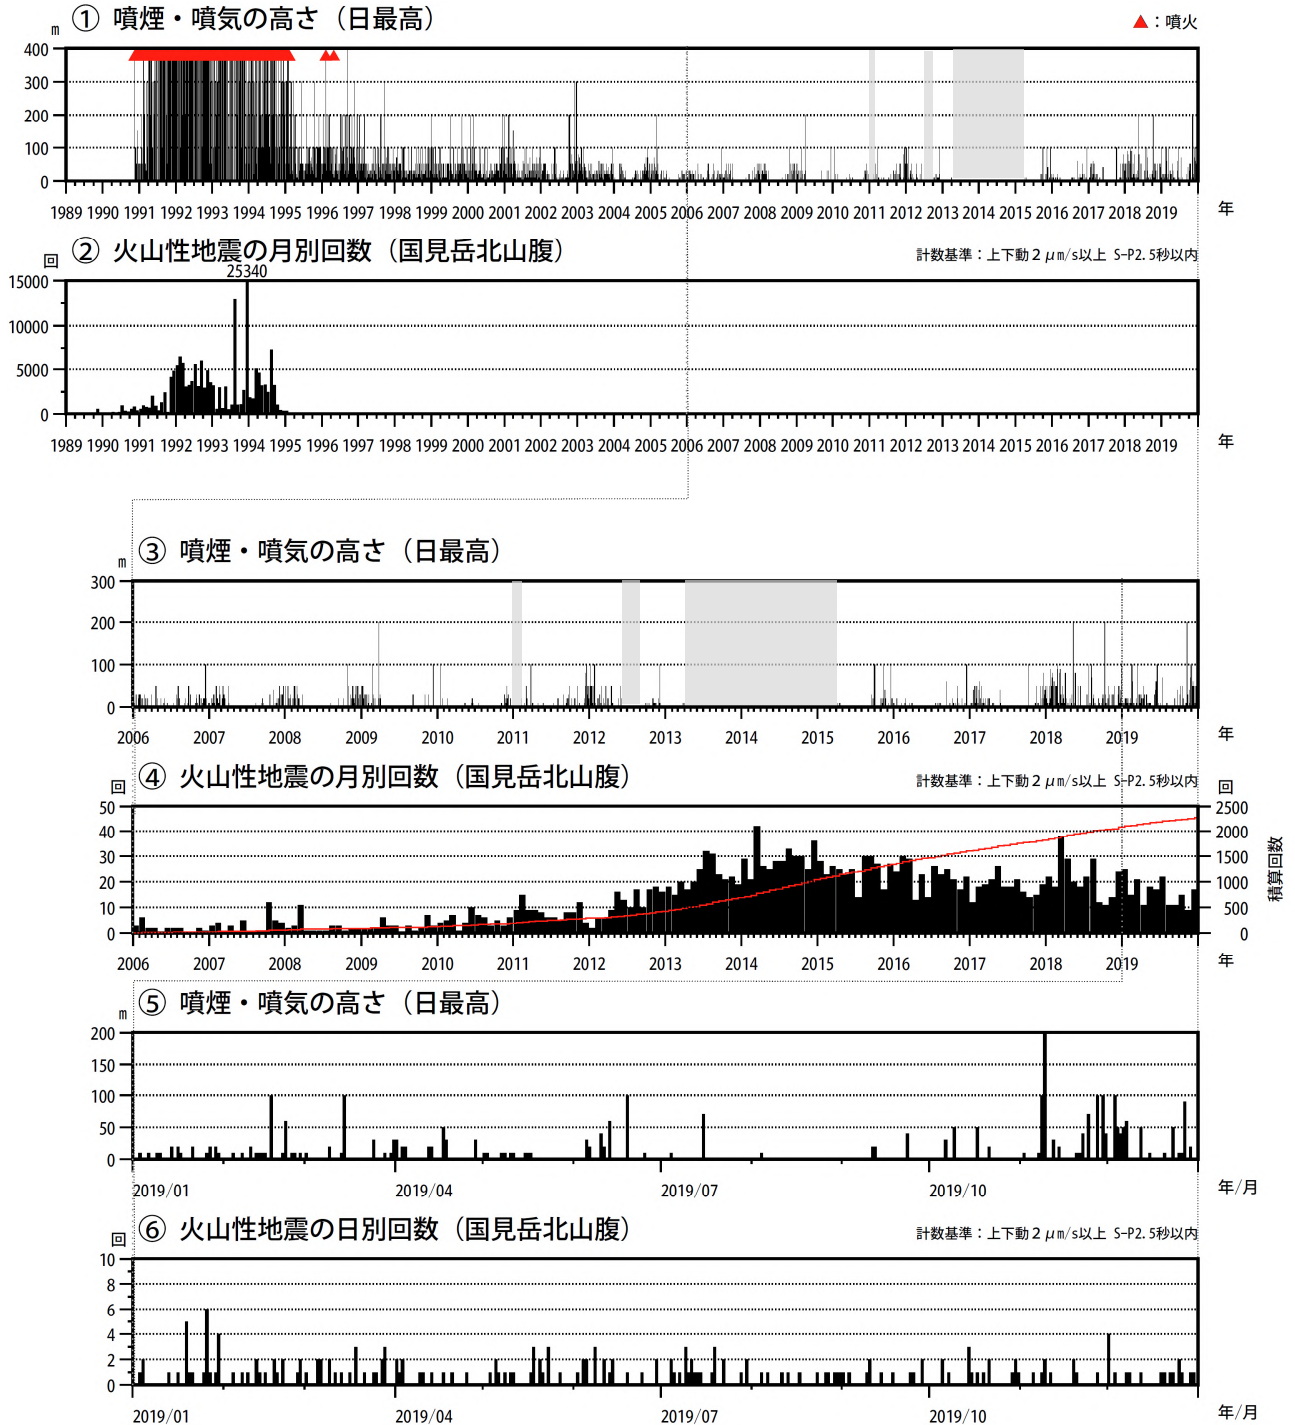 ① 噴煙・噴気の高さ（日最高）
▲：噴火
m
400
300
200
100
0
1989 1990 1991 1992 1993 1994 1995 1996 1997 1998 1999 2000 2001 2002 2003 2004 2005 2006 2007 2008 2009 2010 2011 2012 2013 2014 2015 2016 2017 2018 2019 年
② 火山性地震の月別回数（国見岳北山腹）
計数基準：上下動２μm/s以上 S-P2.5秒以内
回
25340
15000
10000
5000
0
1989 1990 1991 1992 1993 1994 1995 1996 1997 1998 1999 2000 2001 2002 2003 2004 2005 2006 2007 2008 2009 2010 2011 2012 2013 2014 2015 2016 2017 2018 2019 年
③ 噴煙・噴気の高さ（日最高）
m
300
200
100
0
2006 2007 2008 2009 2010 2011 2012 2013 2014 2015 2016 2017 2018 2019 年
④ 火山性地震の月別回数（国見岳北山腹）
計数基準：上下動２μm/s以上 S-P2.5秒以内
回 回
50 2500
40 2000
30 1500
20 1000
10 500
0 0
積算回数
2006 2007 2008 2009 2010 2011 2012 2013 2014 2015 2016 2017 2018 2019 年
⑤ 噴煙・噴気の高さ（日最高）
m
200
150
100
50
0
2019/01 2019/04 2019/07 2019/10 年/月
⑥ 火山性地震の日別回数（国見岳北山腹）
計数基準：上下動２μm/s以上 S-P2.5秒以内
回
10
8
6
4
2
0
2019/01 2019/04 2019/07 2019/10 年/月